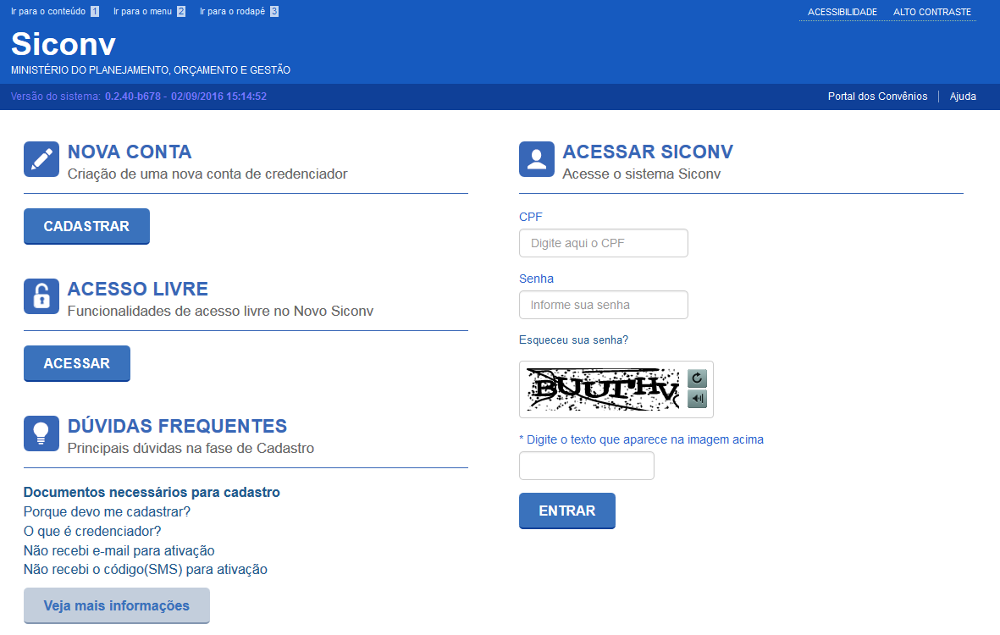 Ir para o conteúdo 1 Ir para o menu 2 Ir para o rodapé 3
ACESSIBILIDADE ALTO CONTRASTE
Siconv
MINISTÉRIO DO PLANEJAMENTO, ORÇAMENTO E GESTÃO
Versão do sistema: 0.2.40-b678 - 02/09/2016 15:14:52
Portal dos Convênios | Ajuda
NOVA CONTA
Criação de uma nova conta de credenciador
CADASTRAR
ACESSO LIVRE
Funcionalidades de acesso livre no Novo Siconv
ACESSAR
DÚVIDAS FREQUENTES
Principais dúvidas na fase de Cadastro
Documentos necessários para cadastro
Porque devo me cadastrar?
O que é credenciador?
Não recebi e-mail para ativação
Não recebi o código(SMS) para ativação
Veja mais informações
ACESSAR SICONV
Acesse o sistema Siconv
CPF
Digite aqui o CPF
Senha
Informe sua senha
Esqueceu sua senha?
* Digite o texto que aparece na imagem acima
ENTRAR